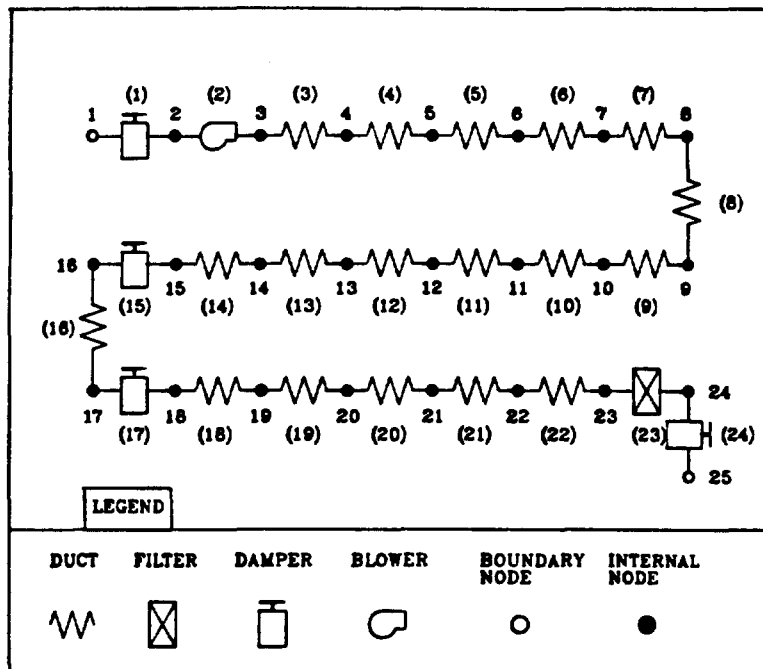 (1) (2) (3) (4) (5) (6) (7)
1 2 3 4 5 6 7 8
(8)
16 15 14 13 12 11 10 9
(15) (14) (13) (12) (11) (10) (9)
(16)
17 18 19 20 21 22 23 24
(17) (18) (19) (20) (21) (22) (23) (24)
25
LEGEND
DUCT FILTER DAMPER BLOWER BOUNDARY NODE INTERNAL NODE